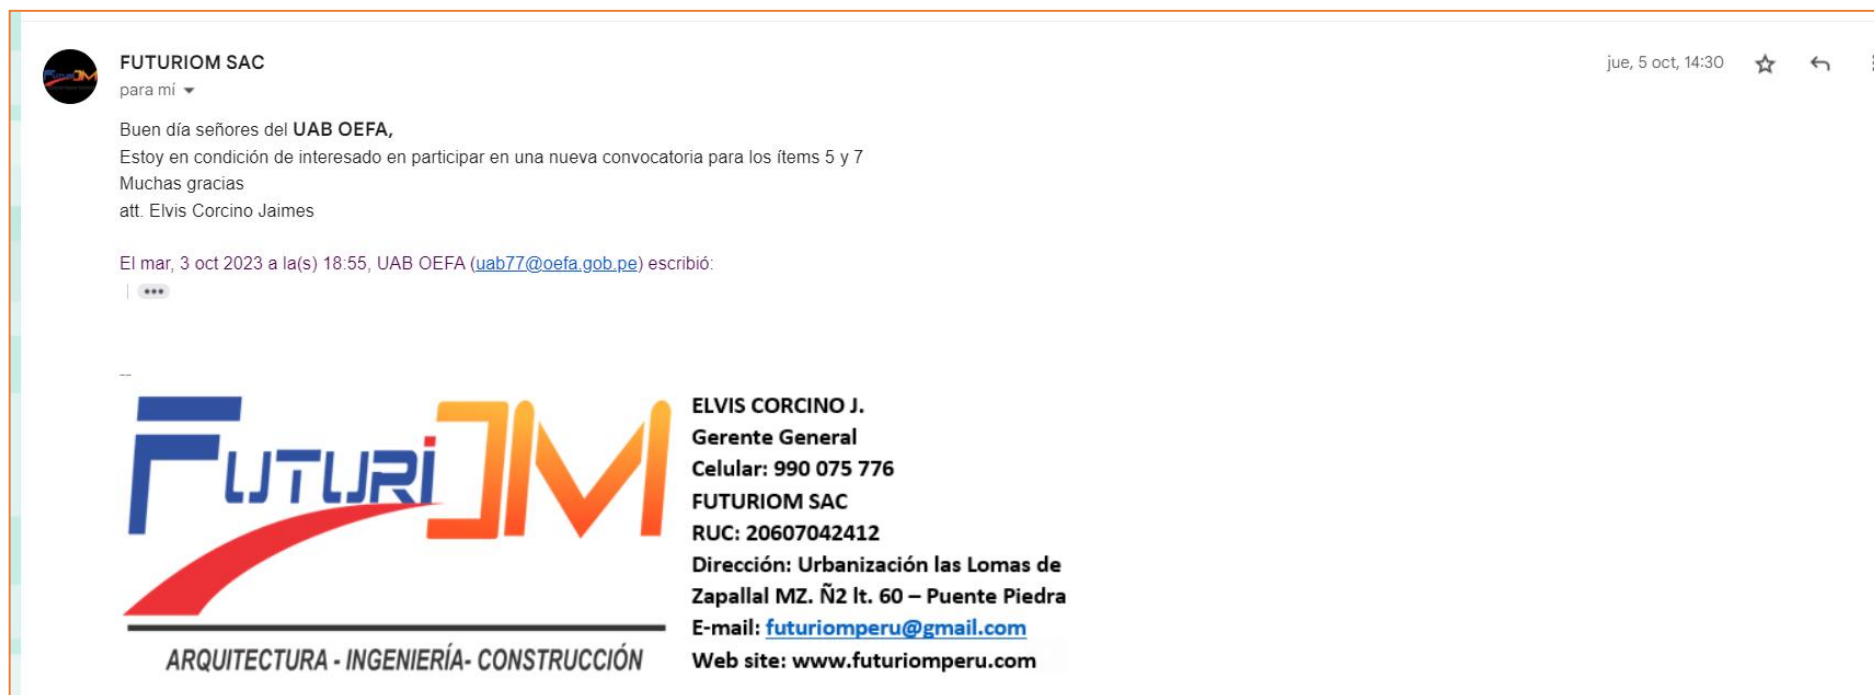 FUTURIOM SAC
jue, 5 oct, 14:30
para mí
Buen día señores del UAB OEFA,
Estoy en condición de interesado en participar en una nueva convocatoria para los ítems 5 y 7
Muchas gracias
att. Elvis Corcino Jaimes
El mar, 3 oct 2023 a la(s) 18:55, UAB OEFA (uab77@oefa.gob.pe) escribió:
--
FUTURiOM
ARQUITECTURA - INGENIERÍA- CONSTRUCCIÓN
ELVIS CORCINO J.
Gerente General
Celular: 990 075 776
FUTURIOM SAC
RUC: 20607042412
Dirección: Urbanización las Lomas de
Zapallal MZ. Ñ2 lt. 60 – Puente Piedra
E-mail: futuriomperu@gmail.com
Web site: www.futuriomperu.com